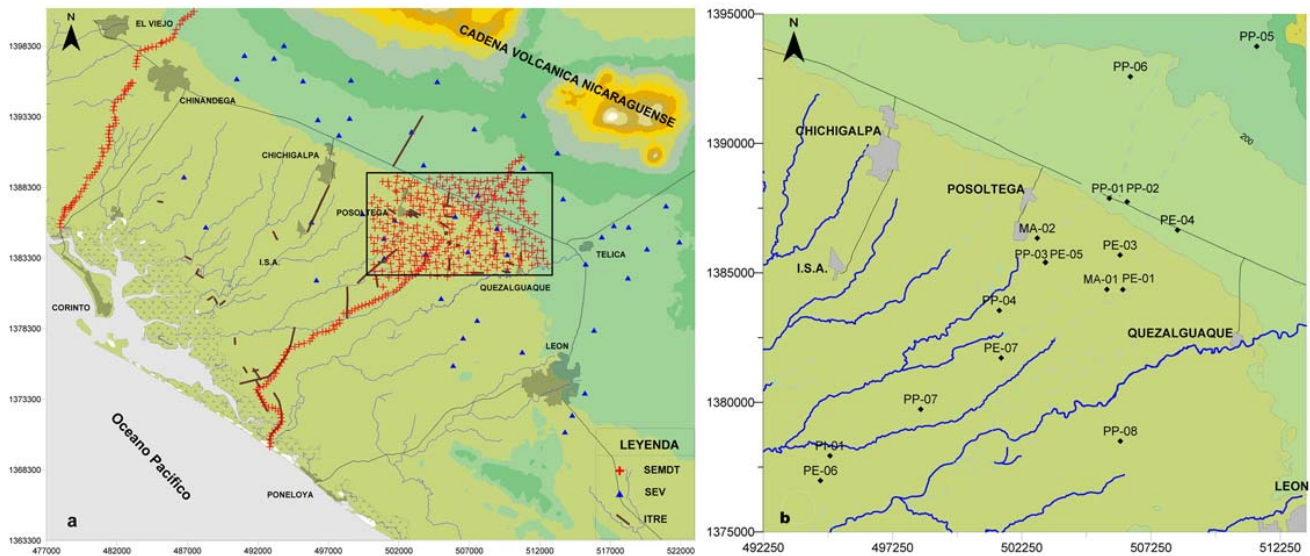 N
EL VIEJO
CADENA VOLCANICA NICARAGUENSE
1398300
CHINANDEGA
1393300
CHICHIGALPA
1388300
POSOLTEGA
1383300
I.S.A.
TELICA
QUEZALGUAQUE
CORINTO
1378300
LEON
1373300
Oceano Pacífico
LEYENDA
SEMDT
1368300
SEV
PONELOYA
ITRE
a
1363300
477000 482000 487000 492000 497000 502000 507000 512000 517000 522000
1395000
N
PP-05
PP-06
CHICHIGALPA
200
1390000
POSOLTEGA
PP-01 PP-02
MA-02
PE-04
PE-03
I.S.A.
PP-03 PE-05
1385000
MA-01 PE-01
PP-04
QUEZALGUAQUE
PE-07
1380000
PP-07
PP-08
PI-01
PE-06
LEON
b
1375000
492250 497250 502250 507250 512250